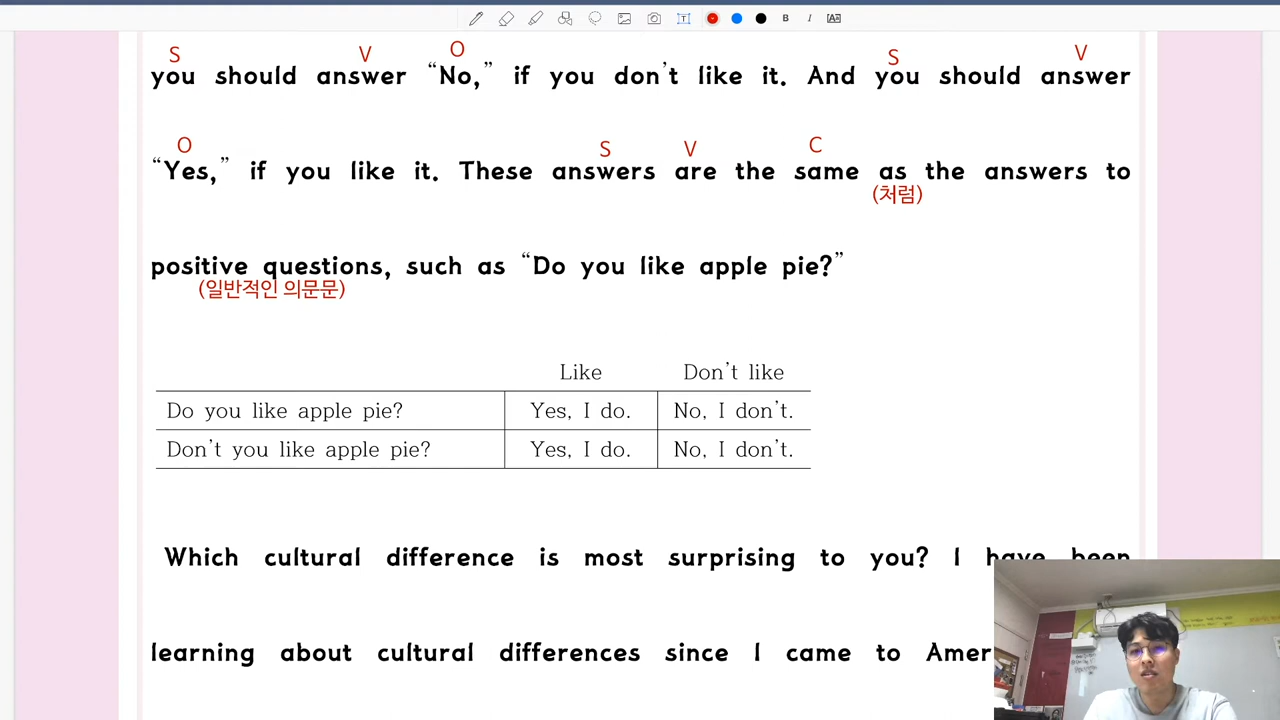 S V O S V
you should answer “No,” if you don’t like it. And you should answer
O S V C
“Yes,” if you like it. These answers are the same as the answers to
(처럼)
positive questions, such as “Do you like apple pie?”
(일반적인 의문문)
Like Don’t like
Do you like apple pie? Yes, I do. No, I don’t.
Don’t you like apple pie? Yes, I do. No, I don’t.
Which cultural difference is most surprising to you? I have been
learning about cultural differences since I came to Amer